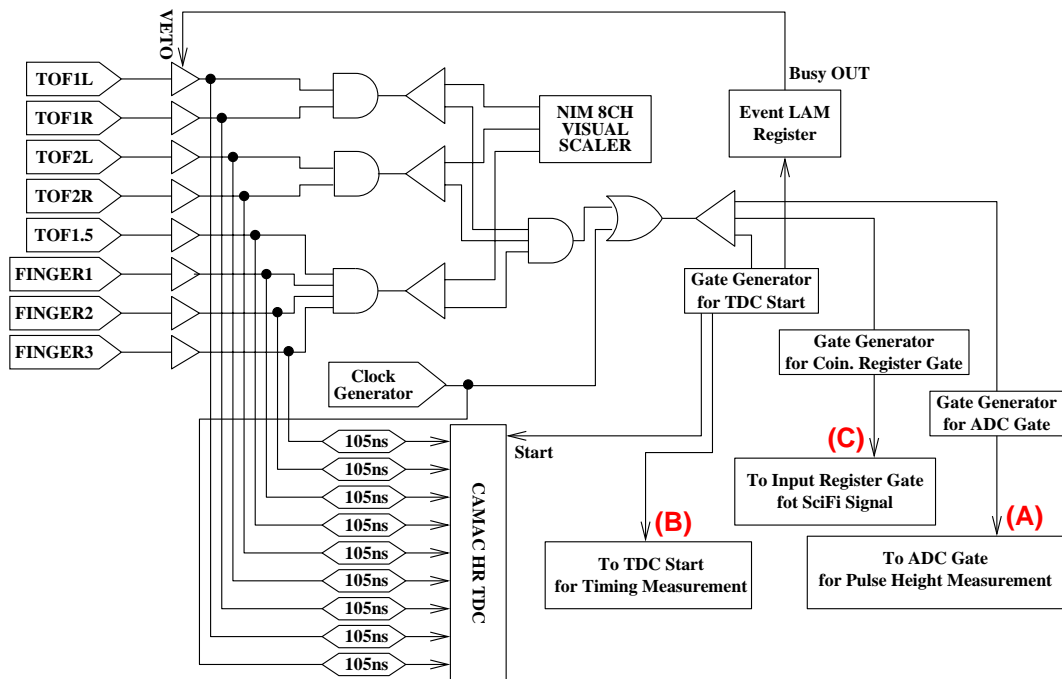 VETO
TOF1L
TOF1R
TOF2L
TOF2R
TOF1.5
FINGER1
FINGER2
FINGER3
NIM 8CH
VISUAL
SCALER
Busy OUT
Event LAM
Register
Gate Generator
for TDC Start
Gate Generator
for Coin. Register Gate
Gate Generator
for ADC Gate
Clock
Generator
Start
CAMAC HR TDC
105ns
105ns
105ns
105ns
105ns
105ns
105ns
105ns
105ns
(B)
To TDC Start
for Timing Measurement
(C)
To Input Register Gate
fot SciFi Signal
(A)
To ADC Gate
for Pulse Height Measurement